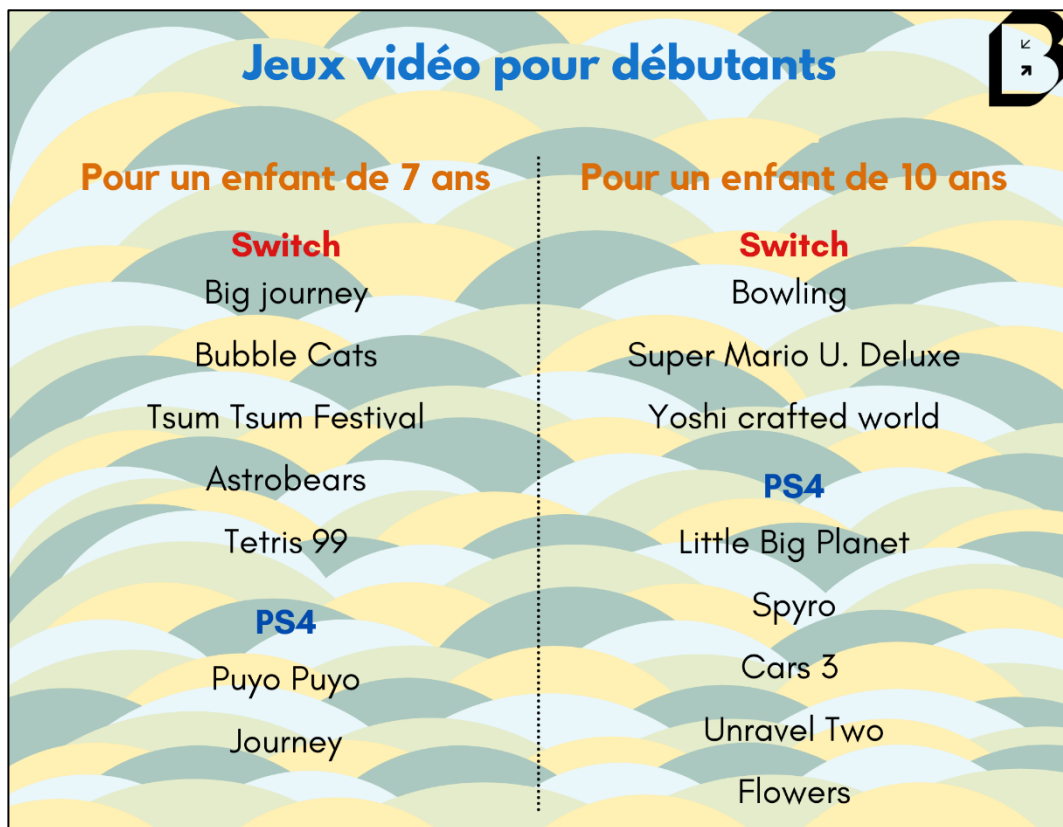 Jeux vidéo pour débutants
B
Pour un enfant de 7 ans
Switch
Big journey
Bubble Cats
Tsum Tsum Festival
Astrobears
Tetris 99
PS4
Puyo Puyo
Journey
Pour un enfant de 10 ans
Switch
Bowling
Super Mario U. Deluxe
Yoshi crafted world
PS4
Little Big Planet
Spyro
Cars 3
Unravel Two
Flowers